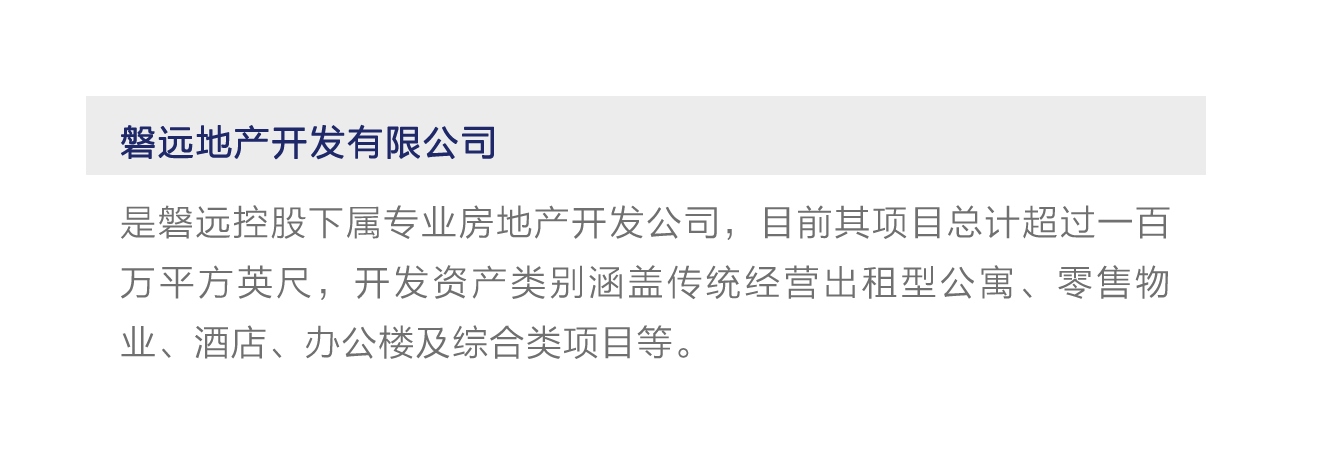 磐远地产开发有限公司
是磐远控股下属专业房地产开发公司，目前其项目总计超过一百
万平方英尺，开发资产类别涵盖传统经营出租型公寓、零售物
业、酒店、办公楼及综合类项目等。